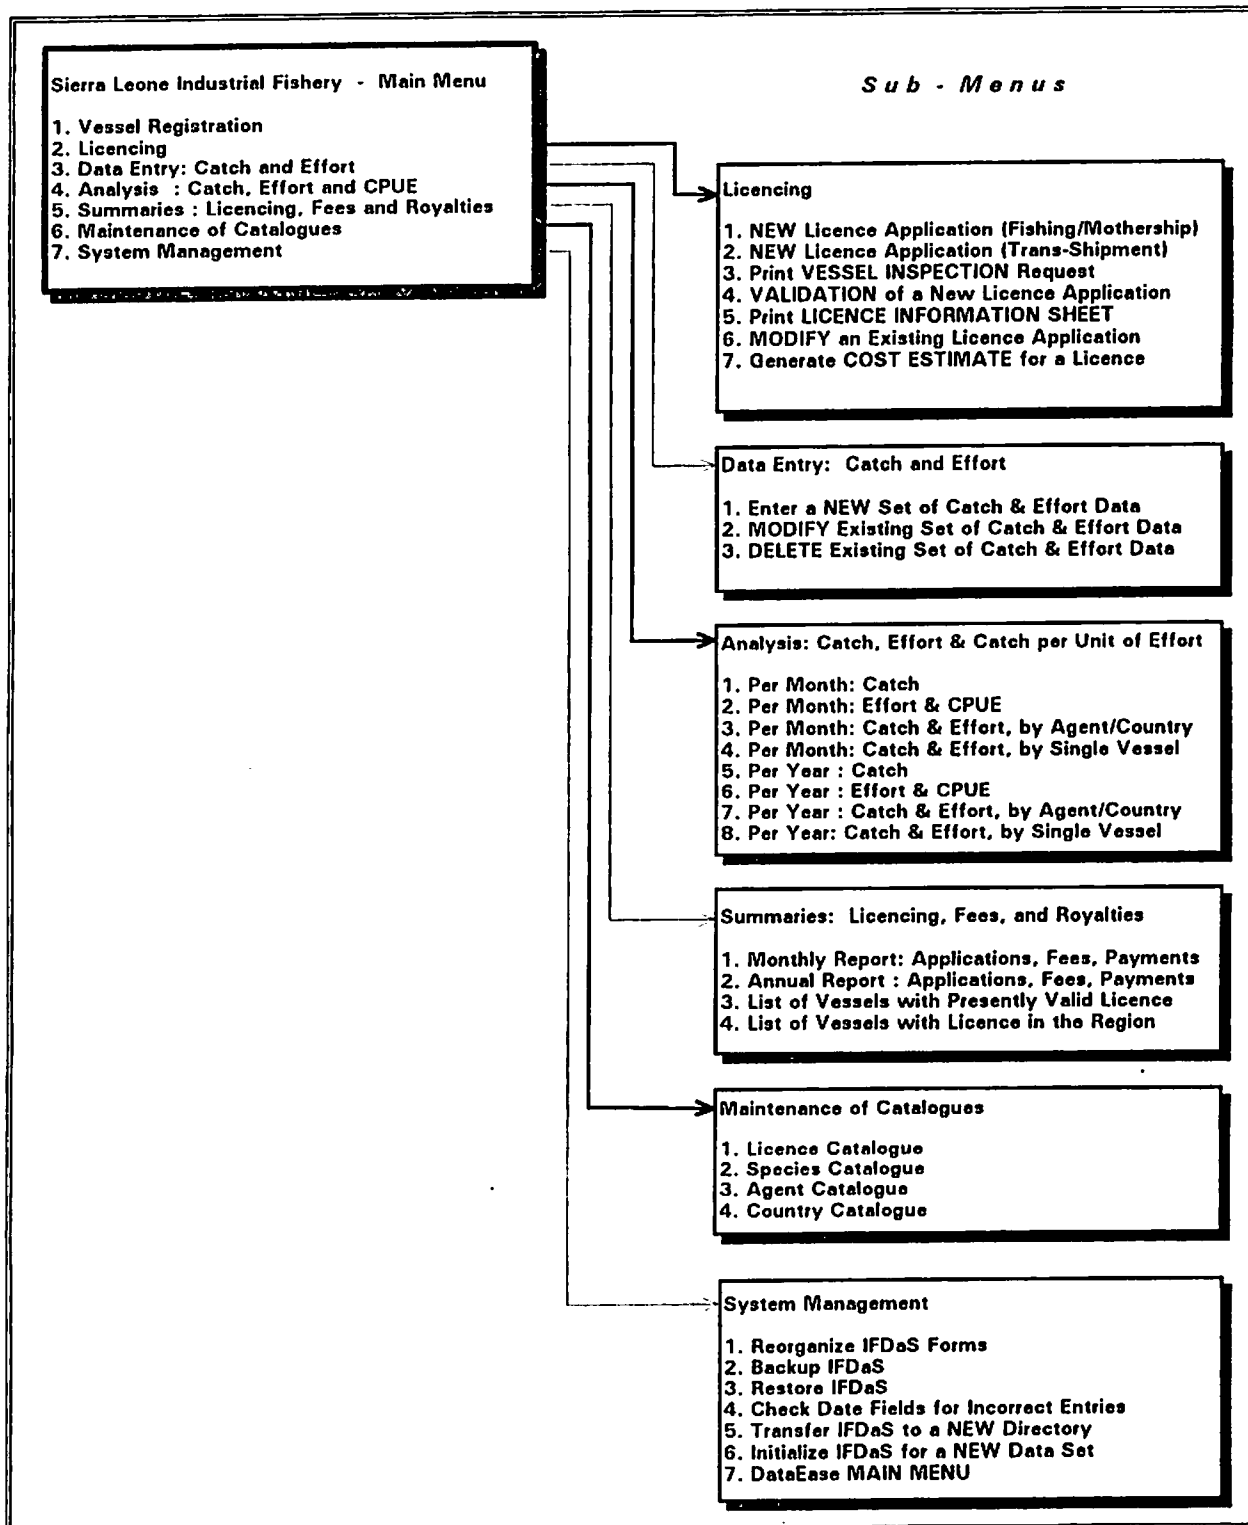 Sierra Leone Industrial Fishery - Main Menu
1. Vessel Registration
2. Licencing
3. Data Entry: Catch and Effort
4. Analysis : Catch, Effort and CPUE
5. Summaries : Licencing, Fees and Royalties
6. Maintenance of Catalogues
7. System Management
Sub - Menus
Licencing
1. NEW Licence Application (Fishing/Mothership)
2. NEW Licence Application (Trans-Shipment)
3. Print VESSEL INSPECTION Request
4. VALIDATION of a New Licence Application
5. Print LICENCE INFORMATION SHEET
6. MODIFY an Existing Licence Application
7. Generate COST ESTIMATE for a Licence
Data Entry: Catch and Effort
1. Enter a NEW Set of Catch & Effort Data
2. MODIFY Existing Set of Catch & Effort Data
3. DELETE Existing Set of Catch & Effort Data
Analysis: Catch, Effort & Catch per Unit of Effort
1. Per Month: Catch
2. Per Month: Effort & CPUE
3. Per Month: Catch & Effort, by Agent/Country
4. Per Month: Catch & Effort, by Single Vessel
5. Per Year : Catch
6. Per Year : Effort & CPUE
7. Per Year : Catch & Effort, by Agent/Country
8. Per Year: Catch & Effort, by Single Vessel
Summaries: Licencing, Fees, and Royalties
1. Monthly Report: Applications, Fees, Payments
2. Annual Report : Applications, Fees, Payments
3. List of Vessels with Presently Valid Licence
4. List of Vessels with Licence in the Region
Maintenance of Catalogues
1. Licence Catalogue
2. Species Catalogue
3. Agent Catalogue
4. Country Catalogue
System Management
1. Reorganize IFDaS Forms
2. Backup IFDaS
3. Restore IFDaS
4. Check Date Fields for Incorrect Entries
5. Transfer IFDaS to a NEW Directory
6. Initialize IFDaS for a NEW Data Set
7. DataEase MAIN MENU